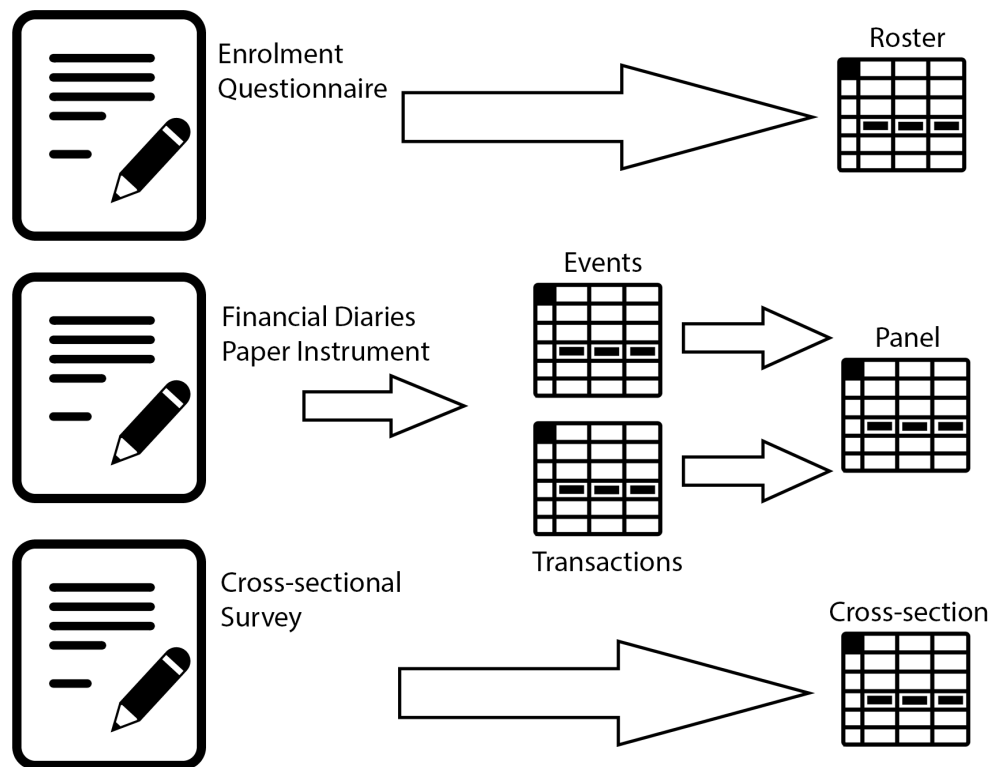 Enrolment
Questionnaire
Roster
Financial Diaries
Paper Instrument
Events
Transactions
Panel
Cross-sectional
Survey
Cross-section